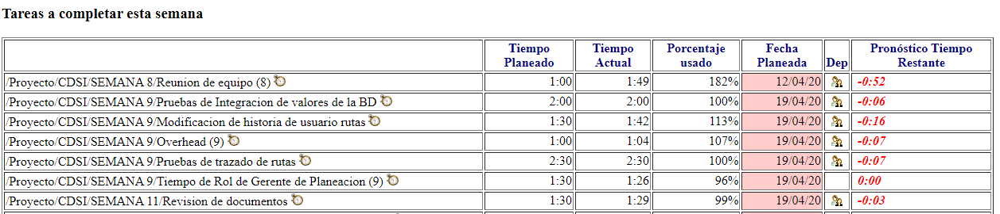 Tareas a completar esta semana
Tiempo Planeado Tiempo Actual Porcentaje usado Fecha Planeada Dep Pronóstico Tiempo Restante
/Proyecto/CDSI/SEMANA 8/Reunion de equipo (8) 1:00 1:49 182% 12/04/20 -0:52
/Proyecto/CDSI/SEMANA 9/Pruebas de Integracion de valores de la BD 2:00 2:00 100% 19/04/20 -0:06
/Proyecto/CDSI/SEMANA 9/Modificacion de historia de usuario rutas 1:30 1:42 113% 19/04/20 -0:16
/Proyecto/CDSI/SEMANA 9/Overhead (9) 1:00 1:04 107% 19/04/20 -0:07
/Proyecto/CDSI/SEMANA 9/Pruebas de trazado de rutas 2:30 2:30 100% 19/04/20 -0:07
/Proyecto/CDSI/SEMANA 9/Tiempo de Rol de Gerente de Planeacion (9) 1:30 1:26 96% 19/04/20 0:00
/Proyecto/CDSI/SEMANA 11/Revision de documentos 1:30 1:29 99% 19/04/20 -0:03